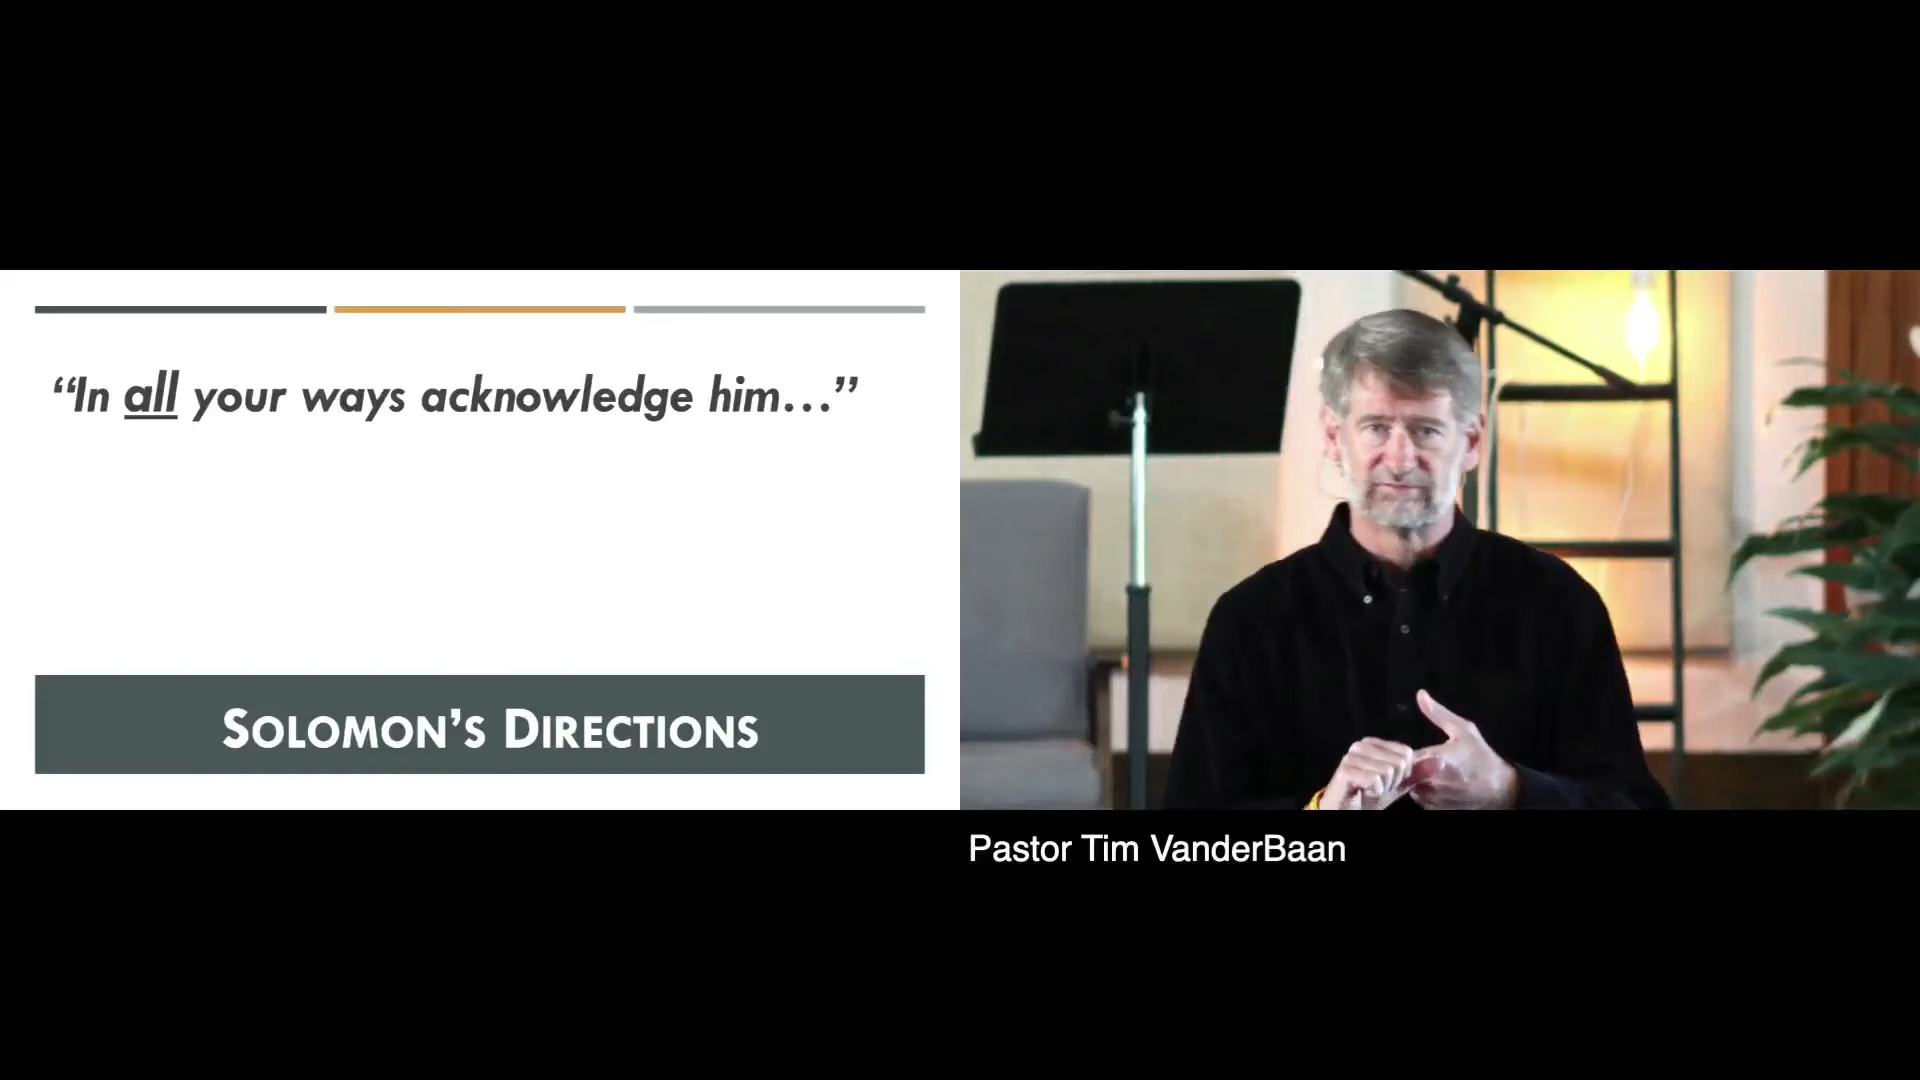 “In all your ways acknowledge him…”
SOLOMON’S DIRECTIONS
Pastor Tim VanderBaan